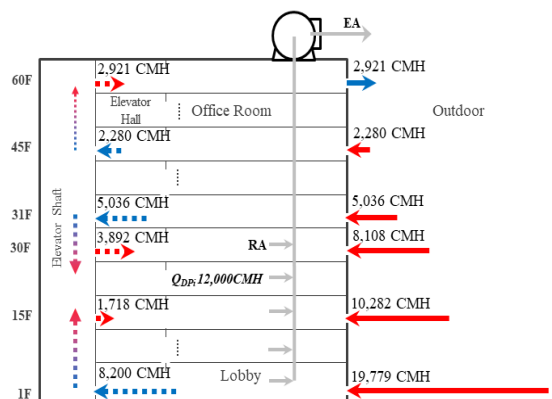 EA
2,921 CMH
2,921 CMH
60F
Elevator
Hall
Office Room
Outdoor
2,280 CMH
2,280 CMH
45F
Elevator Shaft
5,036 CMH
5,036 CMH
31F
3,892 CMH
8,108 CMH
RA
30F
QDPi 12,000CMH
1,718 CMH
10,282 CMH
15F
8,200 CMH
Lobby
19,779 CMH
1F